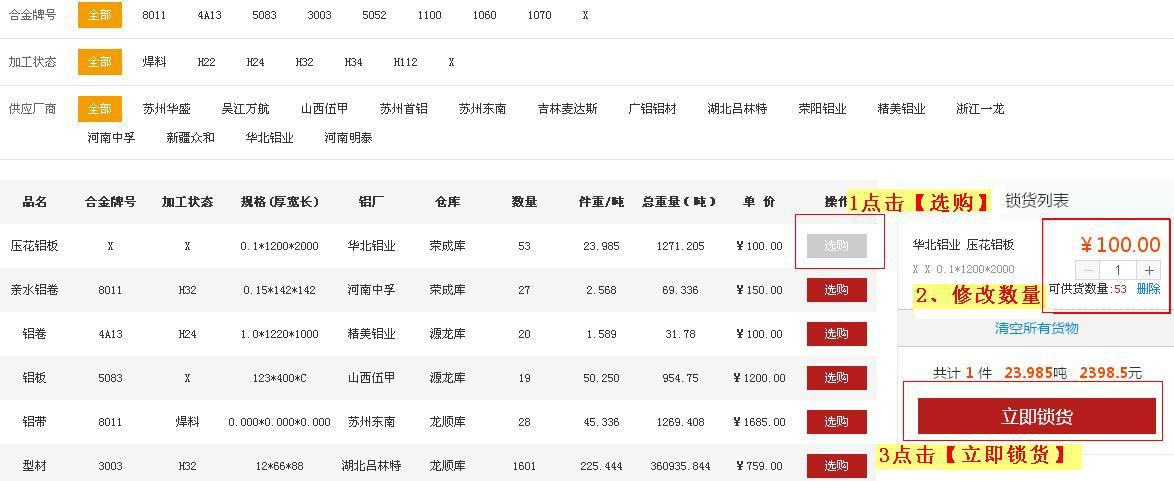 合金牌号 全部 8011 4A13 5083 3003 5052 1100 1060 1070 X
加工状态 全部 焊料 H22 H24 H32 H34 H112 X
供应厂商 全部 苏州华盛 吴江万航 山西伍甲 苏州首铝 苏州东南 吉林麦达斯 广铝铝材 湖北吕林特 荣阳铝业 精美铝业 浙江一龙
河南中孚 新疆众和 华北铝业 河南明泰
品名 合金牌号 加工状态 规格(厚宽长) 铝厂 仓库 数量 件重/吨 总重量(吨) 单 价 操作
压花铝板 X X 0.1*1200*2000 华北铝业 荣成库 53 23.985 1271.205 ¥100.00 选购
亲水铝卷 8011 H32 0.15*142*142 河南中孚 荣成库 27 2.568 69.336 ¥150.00 选购
铝卷 4A13 H24 1.0*1220*1000 精美铝业 源龙库 20 1.589 31.78 ¥100.00 选购
铝板 5083 X 123*400*C 山西伍甲 源龙库 19 50.250 954.75 ¥1200.00 选购
铝带 8011 焊料 0.000*0.000*0.000 苏州东南 龙顺库 28 45.336 1269.408 ¥1685.00 选购
型材 3003 H32 12*66*88 湖北吕林特 龙顺库 1601 225.444 360935.844 ¥759.00 选购
1点击【选购】
锁货列表
华北铝业 压花铝板 ¥100.00
X X 0.1*1200*2000 − 1 +
2、修改数量 可供货数量:53 删除
清空所有货物
共计 1 件 23.985吨 2398.5元
立即锁货
3点击【立即锁货】